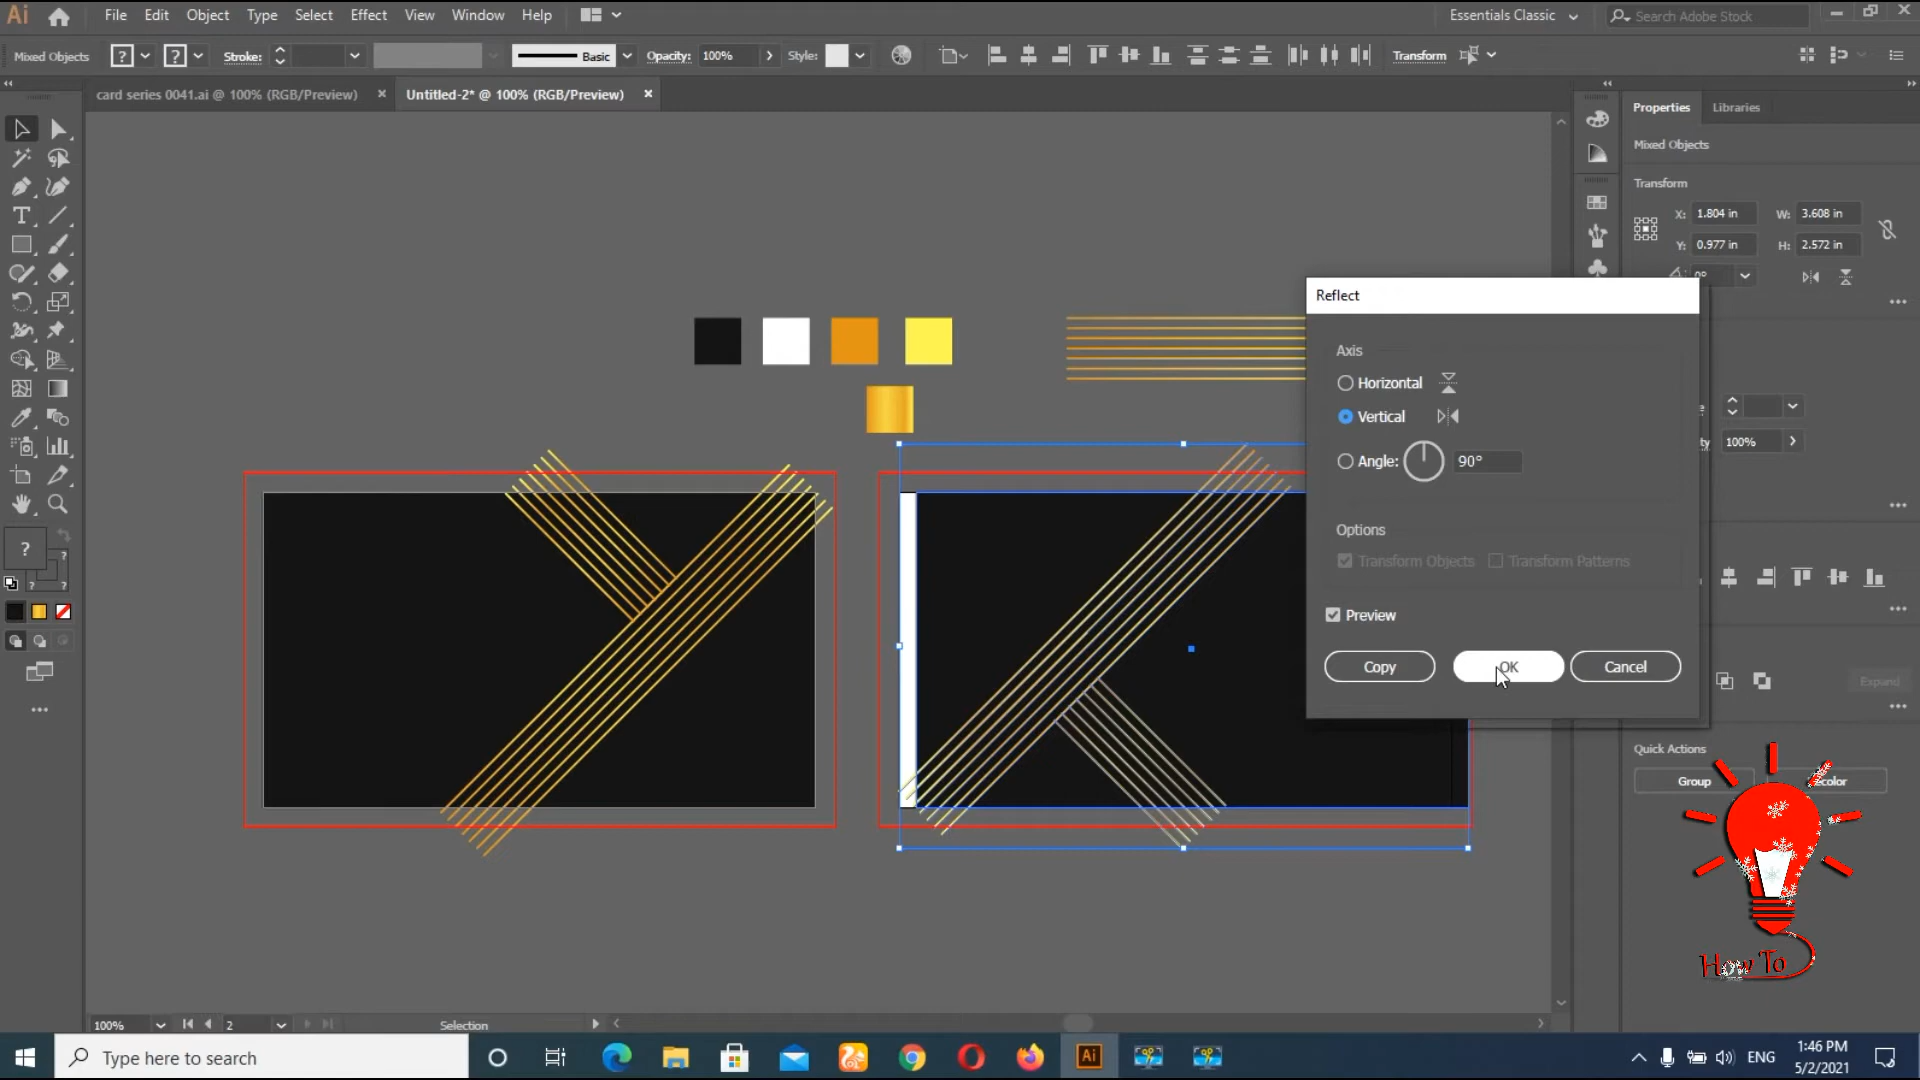 Ai File Edit Object Type Select Effect View Window Help Essentials Classic Search Adobe Stock
Mixed Objects ? ? Stroke: Basic Opacity: 100% Style: Transform
card series 0041.ai @ 100% (RGB/Preview) × Untitled-2* @ 100% (RGB/Preview) ×
Properties Libraries
Mixed Objects
Transform
X: 1.804 in W: 3.608 in
Y: 0.977 in H: 2.572 in
0°
Reflect
Axis
Horizontal
Vertical
Angle: 90°
Options
Transform Objects Transform Patterns
Preview
Copy OK Cancel
100%
Expand
Quick Actions
Group
How To
100% 2 Selection
Type here to search
Ai
ENG
1:46 PM
5/2/2021